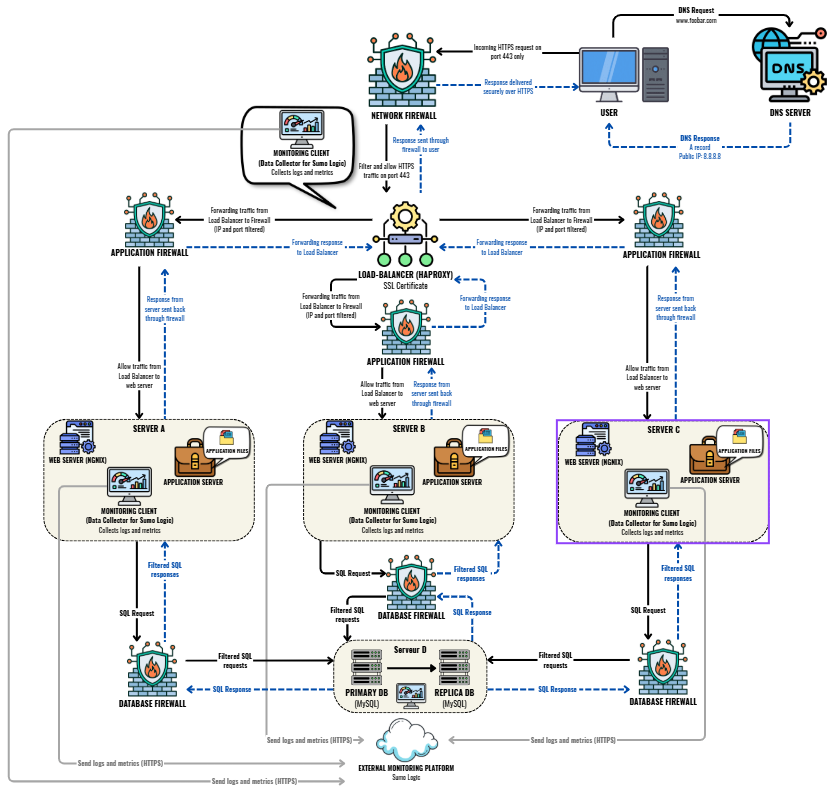 DNS Request
www.foobar.com
Incoming HTTPS request on
port 443 only
DNS
Response delivered
securely over HTTPS
NETWORK FIREWALL
USER
DNS SERVER
DNS Response
A record
Public IP: 8.8.8.8
MONITORING CLIENT
(Data Collector for Sumo Logic)
Collects logs and metrics
Response sent through
firewall to user
Filter and allow HTTPS
traffic on port 443
Forwarding traffic from
Load Balancer to Firewall
(IP and port filtered)
Forwarding traffic from
Load Balancer to Firewall
(IP and port filtered)
APPLICATION FIREWALL
Forwarding response
to Load Balancer
Forwarding response
to Load Balancer
APPLICATION FIREWALL
LOAD-BALANCER (HAPROXY)
SSL Certificate
Response from
server sent back
through firewall
Forwarding traffic from
Load Balancer to Firewall
(IP and port filtered)
Forwarding response
to Load Balancer
Response from
server sent back
through firewall
APPLICATION FIREWALL
Allow traffic from
Load Balancer to
web server
Allow traffic from
Load Balancer to
web server
Response from
server sent back
through firewall
Allow traffic from
Load Balancer to
web server
SERVER A
WEB SERVER (NGNIX)
APPLICATION FILES
APPLICATION SERVER
MONITORING CLIENT
(Data Collector for Sumo Logic)
Collects logs and metrics
SERVER B
WEB SERVER (NGNIX)
APPLICATION FILES
APPLICATION SERVER
MONITORING CLIENT
(Data Collector for Sumo Logic)
Collects logs and metrics
SERVER C
WEB SERVER (NGNIX)
APPLICATION FILES
APPLICATION SERVER
MONITORING CLIENT
(Data Collector for Sumo Logic)
Collects logs and metrics
Filtered SQL
responses
SQL Request
Filtered SQL
responses
Filtered SQL
responses
SQL Request
DATABASE FIREWALL
Filtered SQL
requests
SQL Response
SQL Request
Serveur D
PRIMARY DB
(MySQL)
REPLICA DB
(MySQL)
Filtered SQL
requests
SQL Response
DATABASE FIREWALL
Filtered SQL
requests
SQL Response
DATABASE FIREWALL
Send logs and metrics (HTTPS)
Send logs and metrics (HTTPS)
EXTERNAL MONITORING PLATFORM
Sumo Logic
Send logs and metrics (HTTPS)
Send logs and metrics (HTTPS)